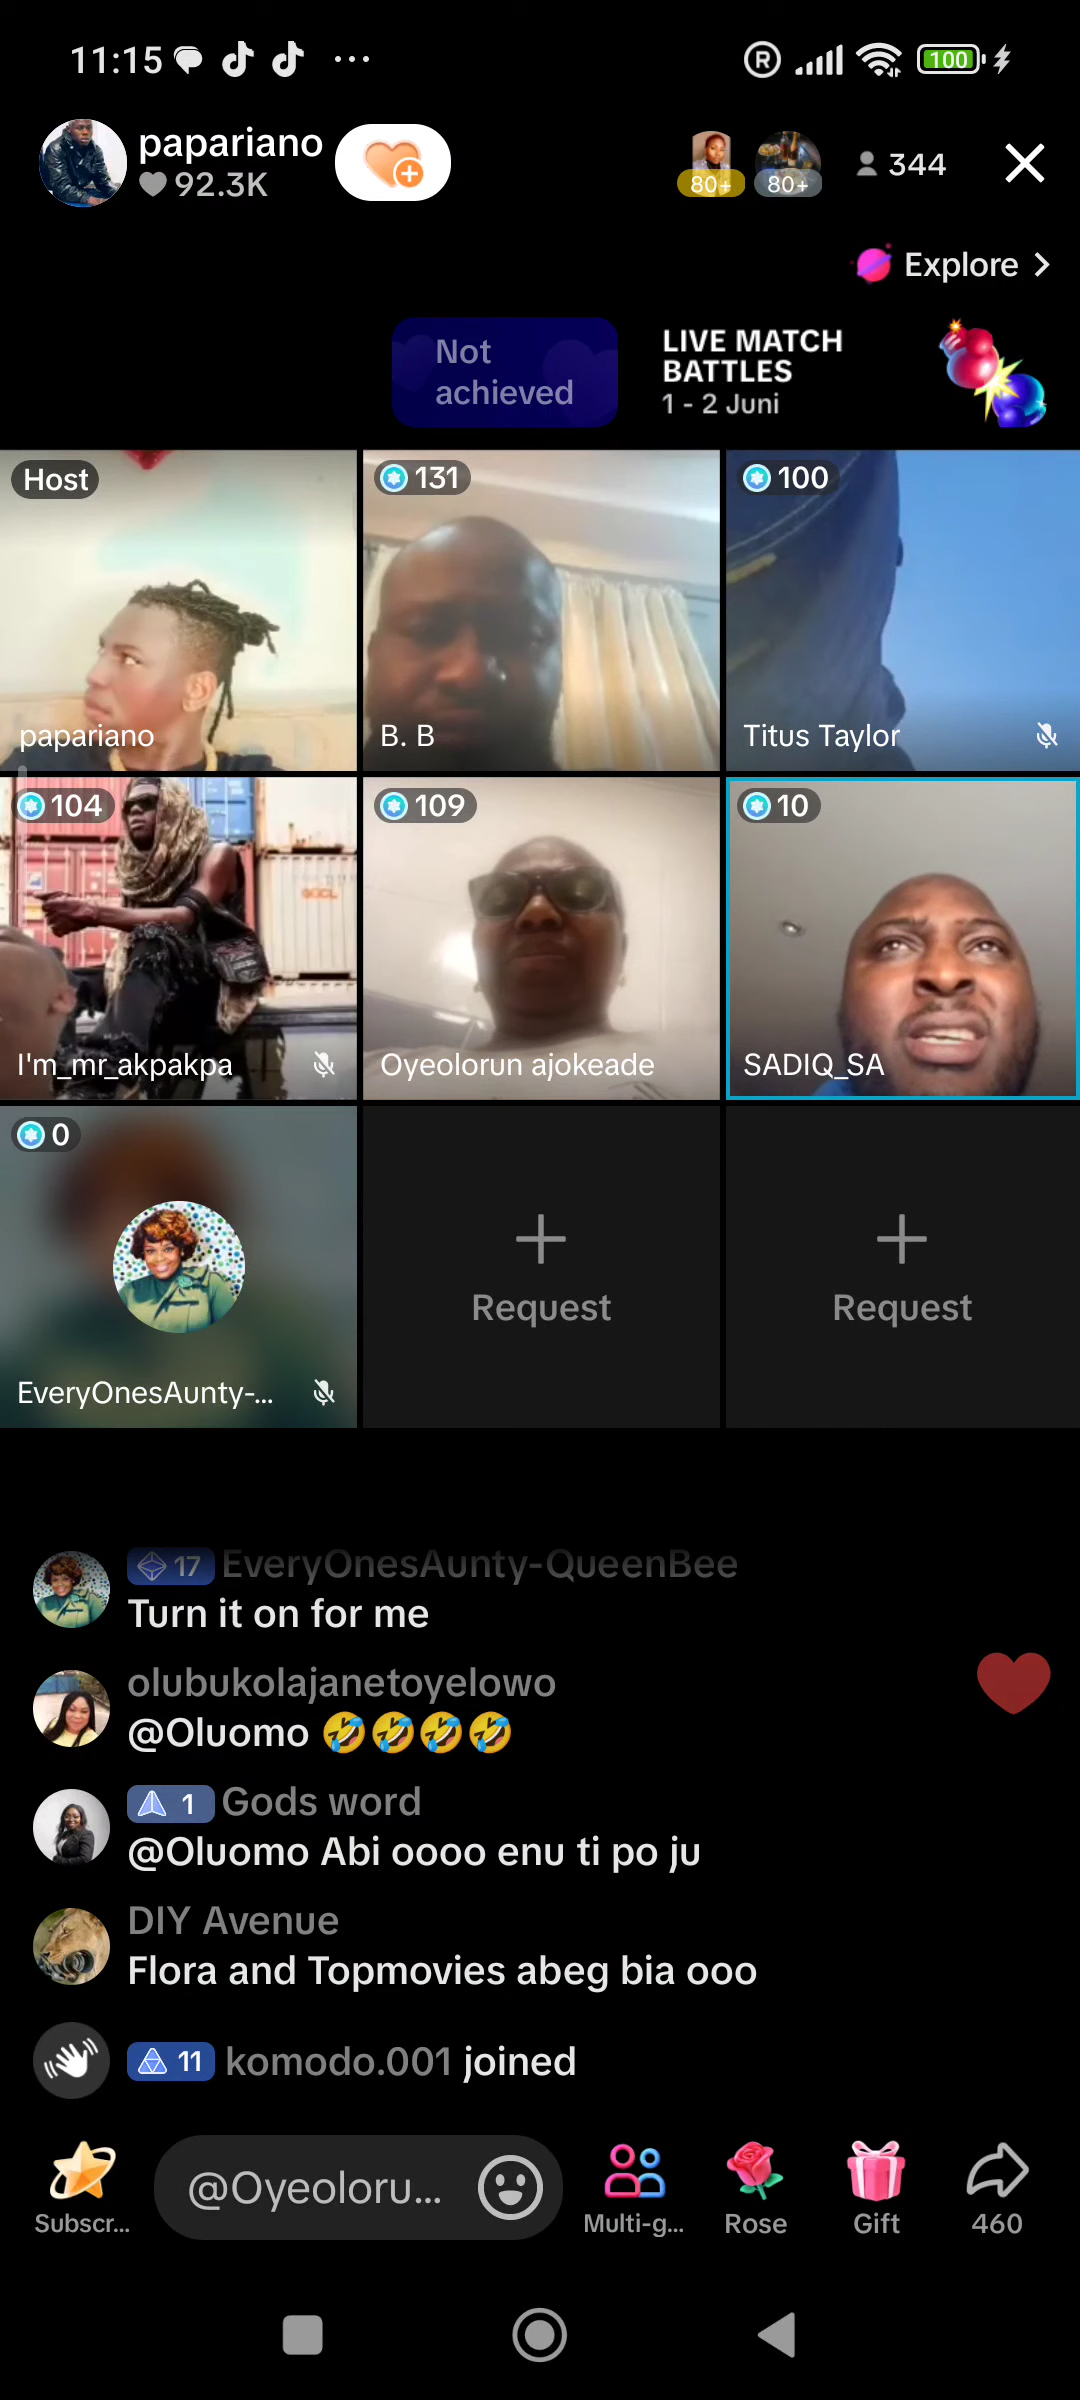 11:15
R
100
papariano
92.3K
80+
80+
344
Explore
Not
achieved
LIVE MATCH
BATTLES
1 - 2 Juni
Host
131
100
papariano
B. B
Titus Taylor
104
109
10
I'm_mr_akpakpa
Oyeolorun ajokeade
SADIQ_SA
0
Request
Request
EveryOnesAunty-...
17 EveryOnesAunty-QueenBee
Turn it on for me
olubukolajanetoyelowo
@Oluomo 🤣🤣🤣🤣
1 Gods word
@Oluomo Abi oooo enu ti po ju
DIY Avenue
Flora and Topmovies abeg bia ooo
11 komodo.001 joined
@Oyeoloru...
Subscr...
Multi-g...
Rose
Gift
460